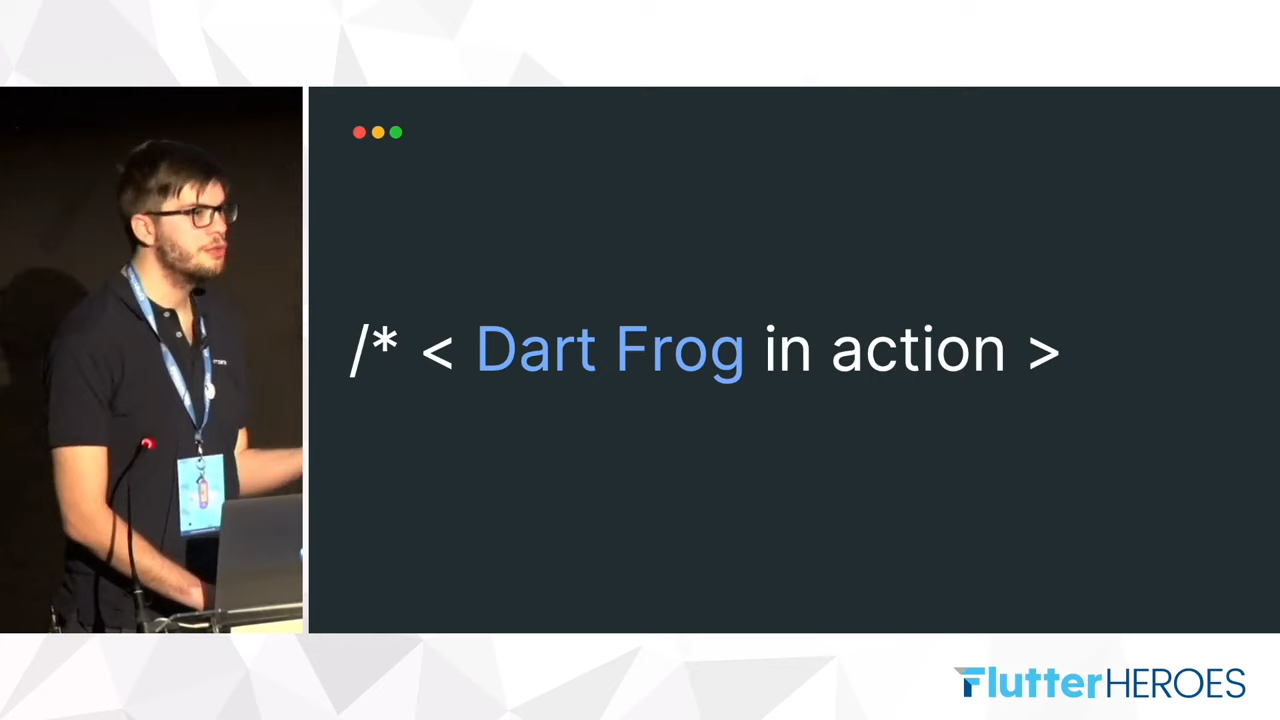 /* < Dart Frog in action >
FlutterHEROES